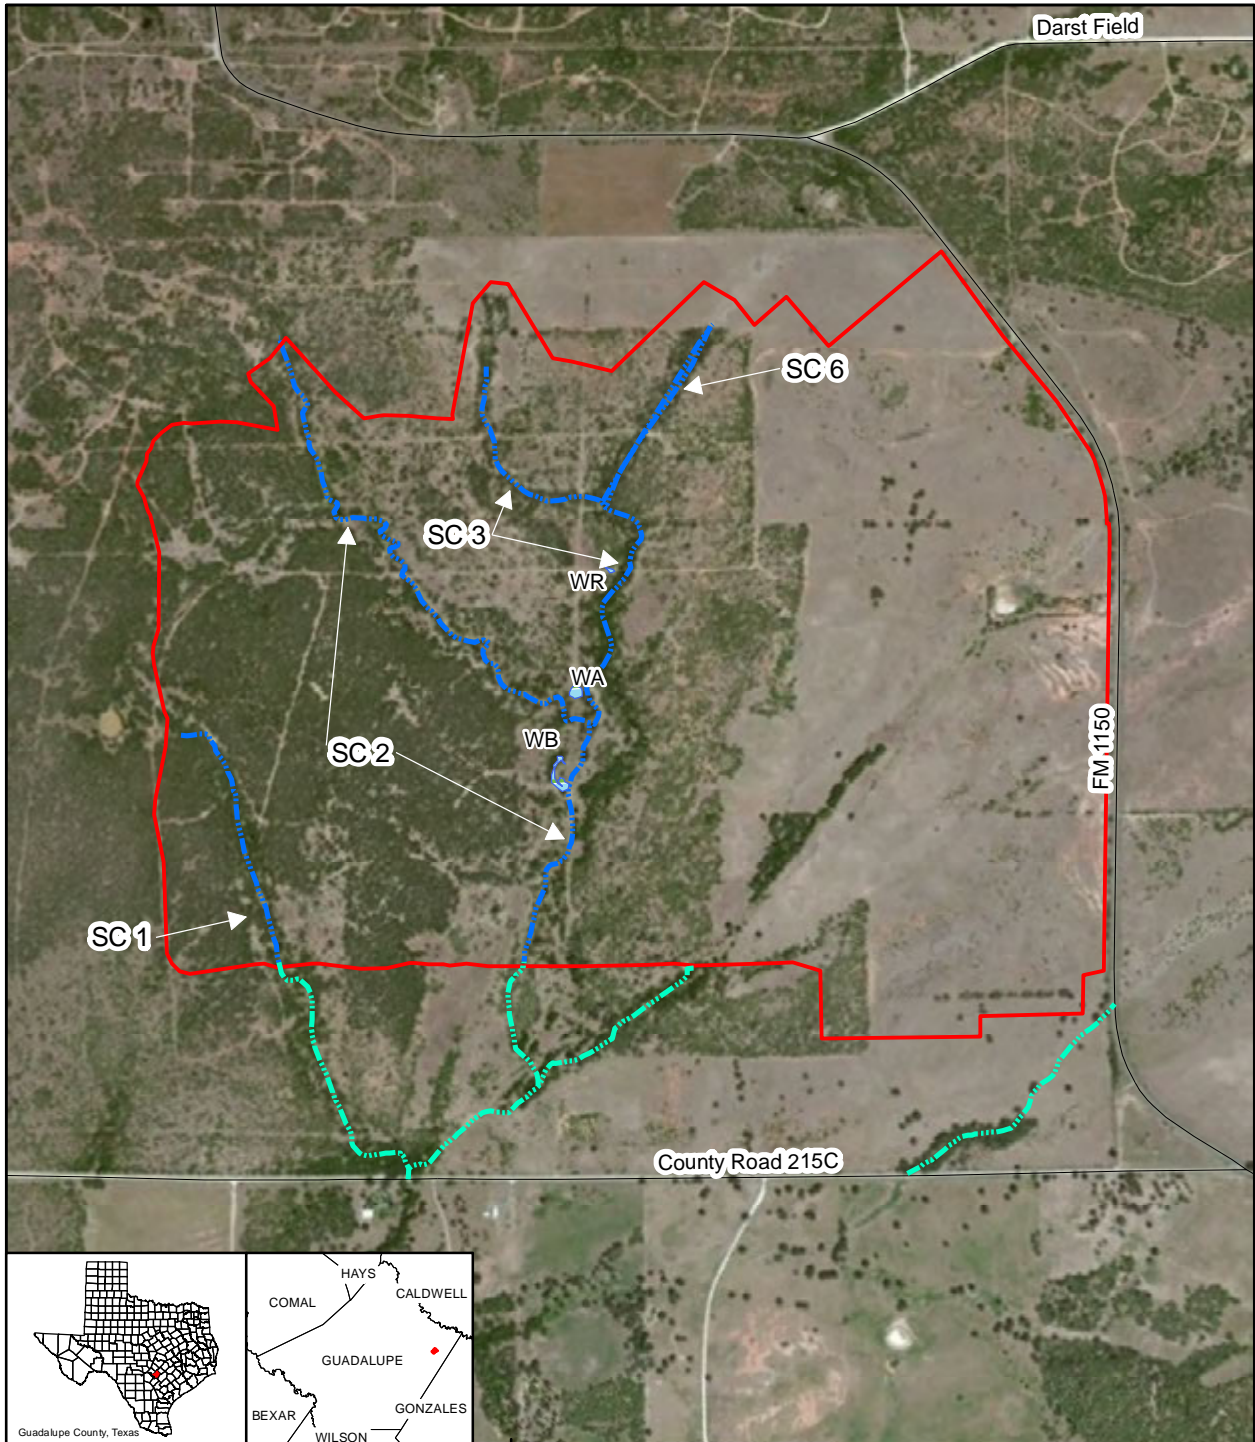 Darst Field
SC 6
SC 3
WR
WA
WB
SC 2
FM 1150
SC 1
County Road 215C
HAYS
COMAL
CALDWELL
GUADALUPE
GONZALES
BEXAR
WILSON
Guadalupe County, Texas